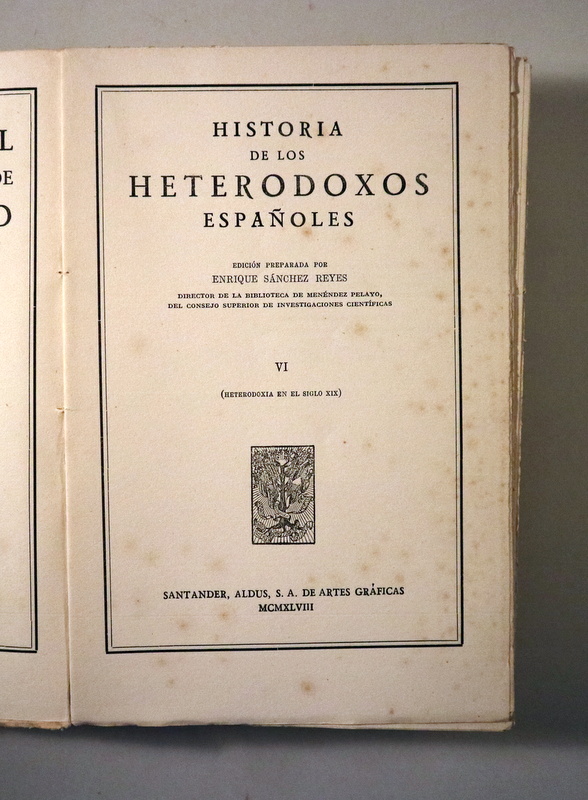 L
DE
O
HISTORIA
DE LOS
HETERODOXOS
ESPAÑOLES
EDICIÓN PREPARADA POR
ENRIQUE SÁNCHEZ REYES
DIRECTOR DE LA BIBLIOTECA DE MENÉNDEZ PELAYO,
DEL CONSEJO SUPERIOR DE INVESTIGACIONES CIENTÍFICAS
VI
(HETERODOXIA EN EL SIGLO XIX)
SANTANDER, ALDUS, S. A. DE ARTES GRÁFICAS
MCMXLVIII